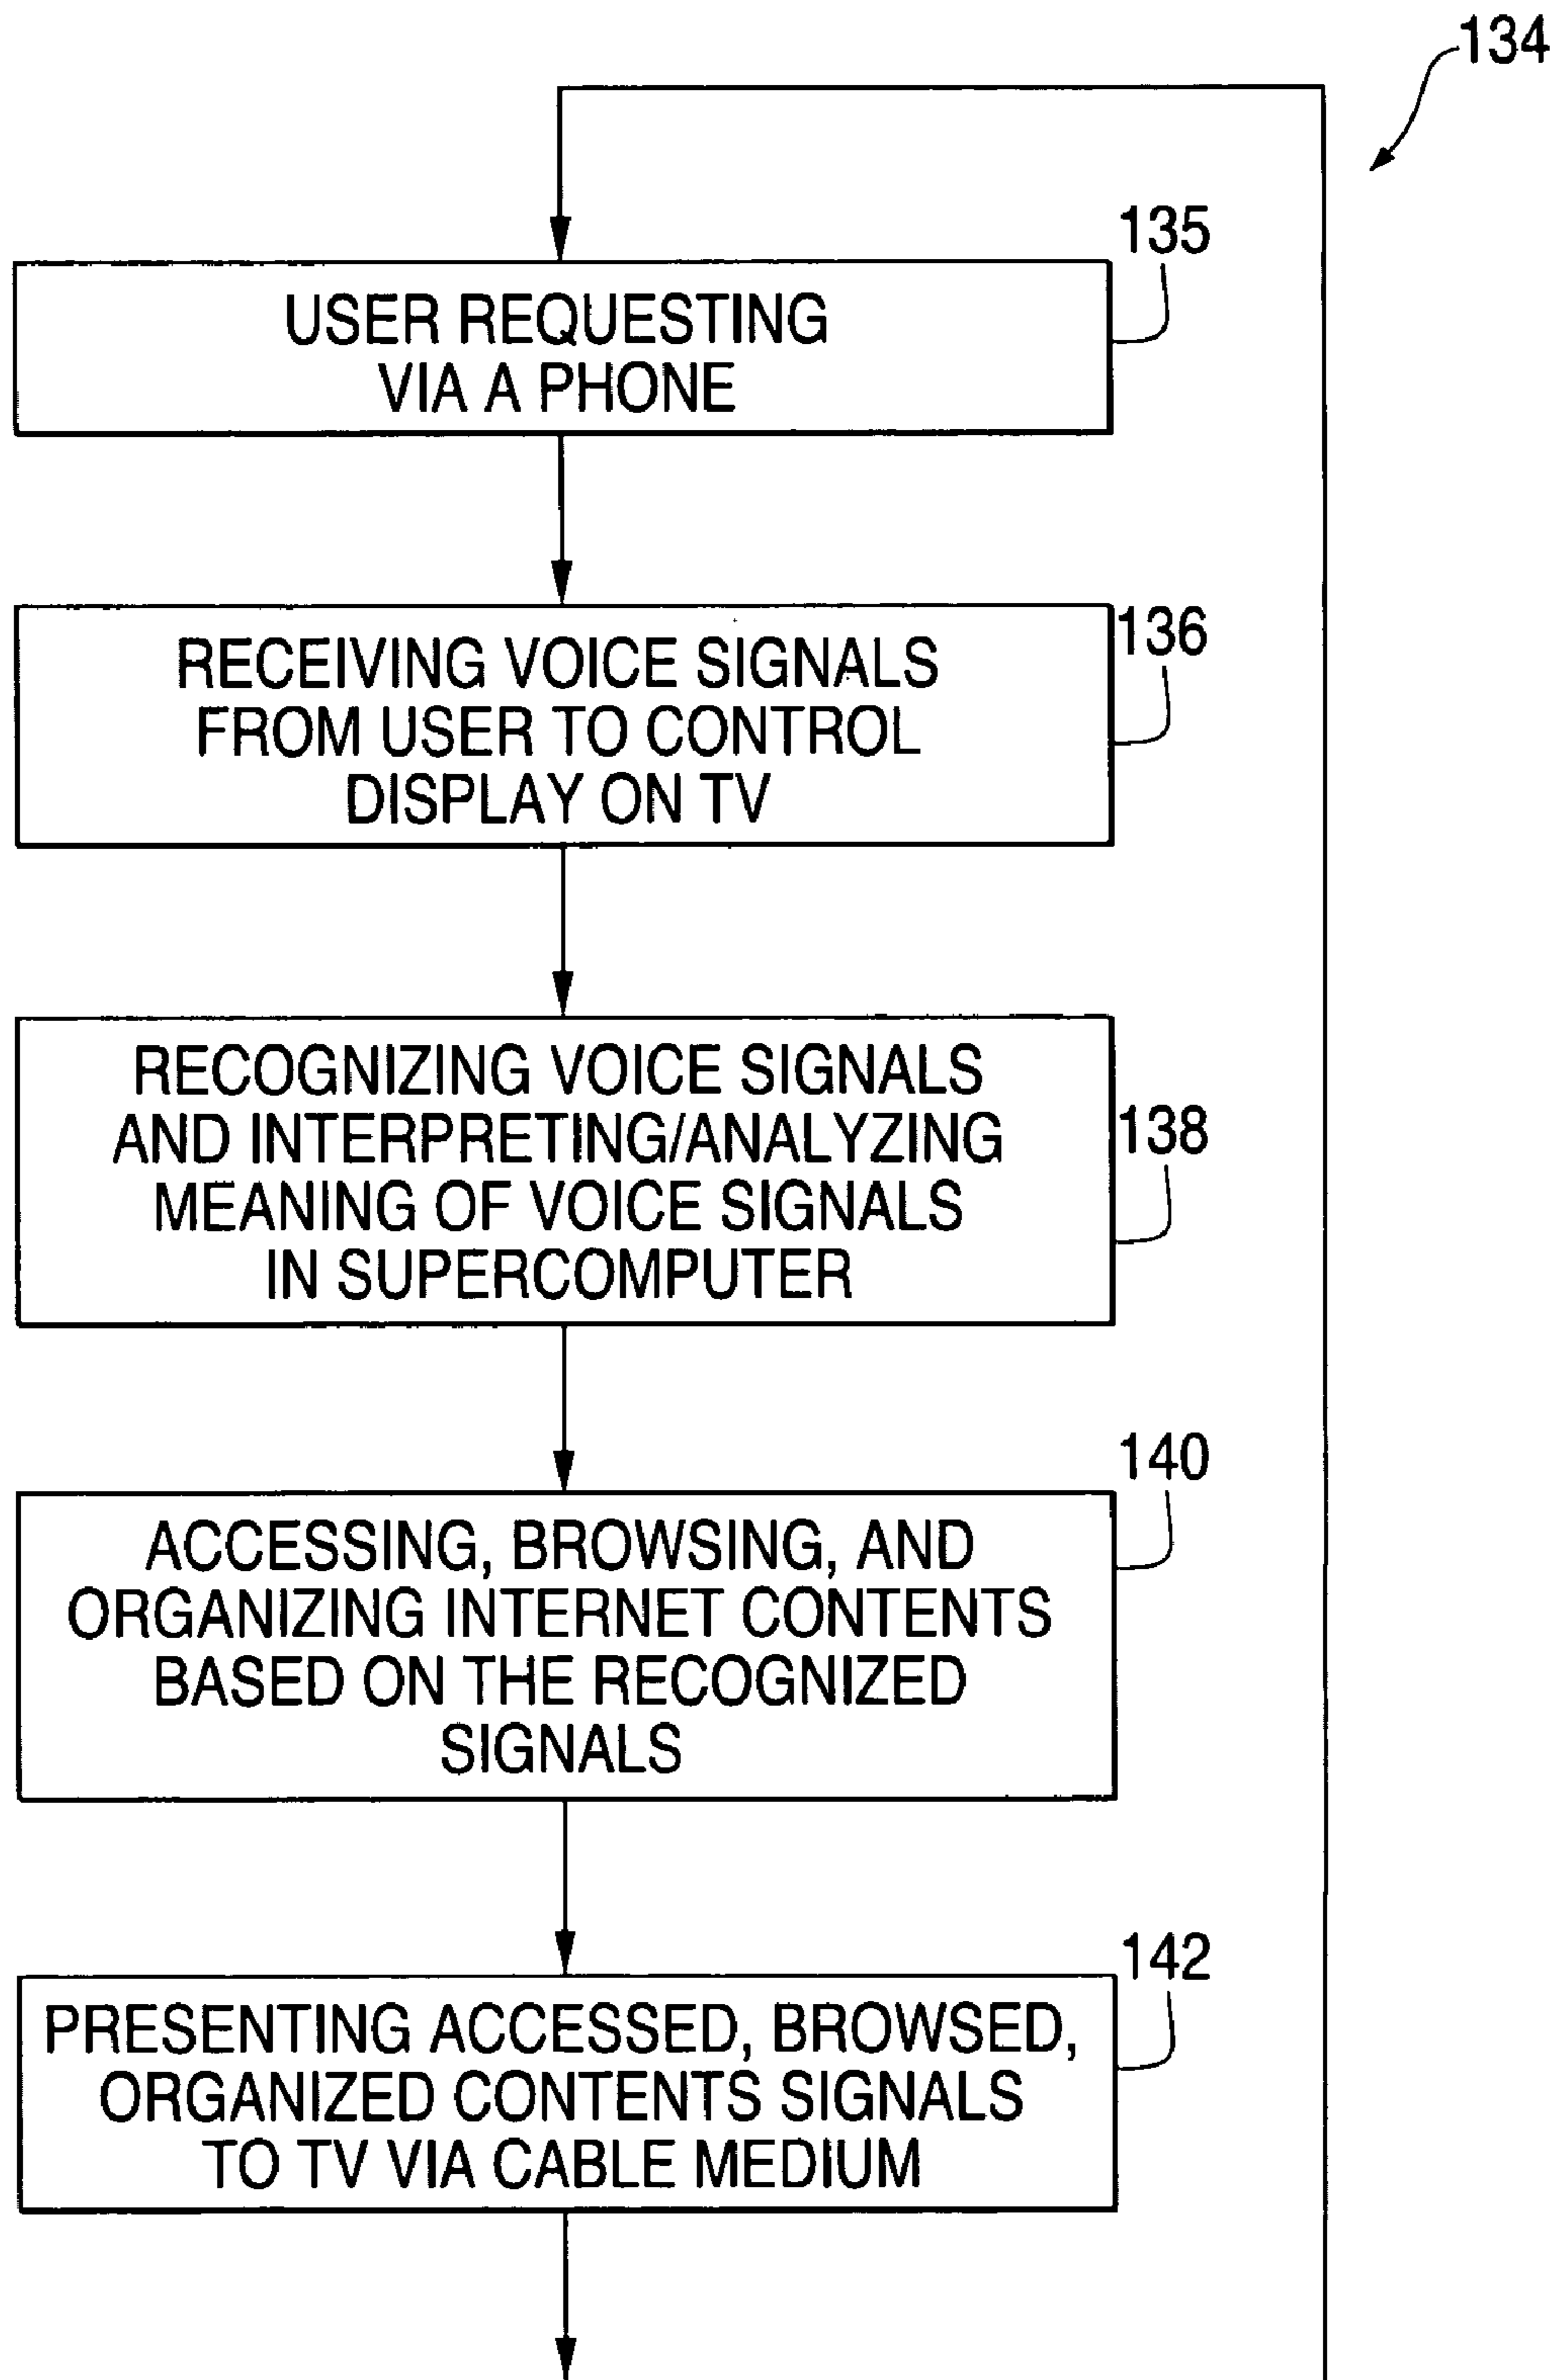 134
135
USER REQUESTING
VIA A PHONE
136
RECEIVING VOICE SIGNALS
FROM USER TO CONTROL
DISPLAY ON TV
138
RECOGNIZING VOICE SIGNALS
AND INTERPRETING/ANALYZING
MEANING OF VOICE SIGNALS
IN SUPERCOMPUTER
140
ACCESSING, BROWSING, AND
ORGANIZING INTERNET CONTENTS
BASED ON THE RECOGNIZED
SIGNALS
142
PRESENTING ACCESSED, BROWSED,
ORGANIZED CONTENTS SIGNALS
TO TV VIA CABLE MEDIUM